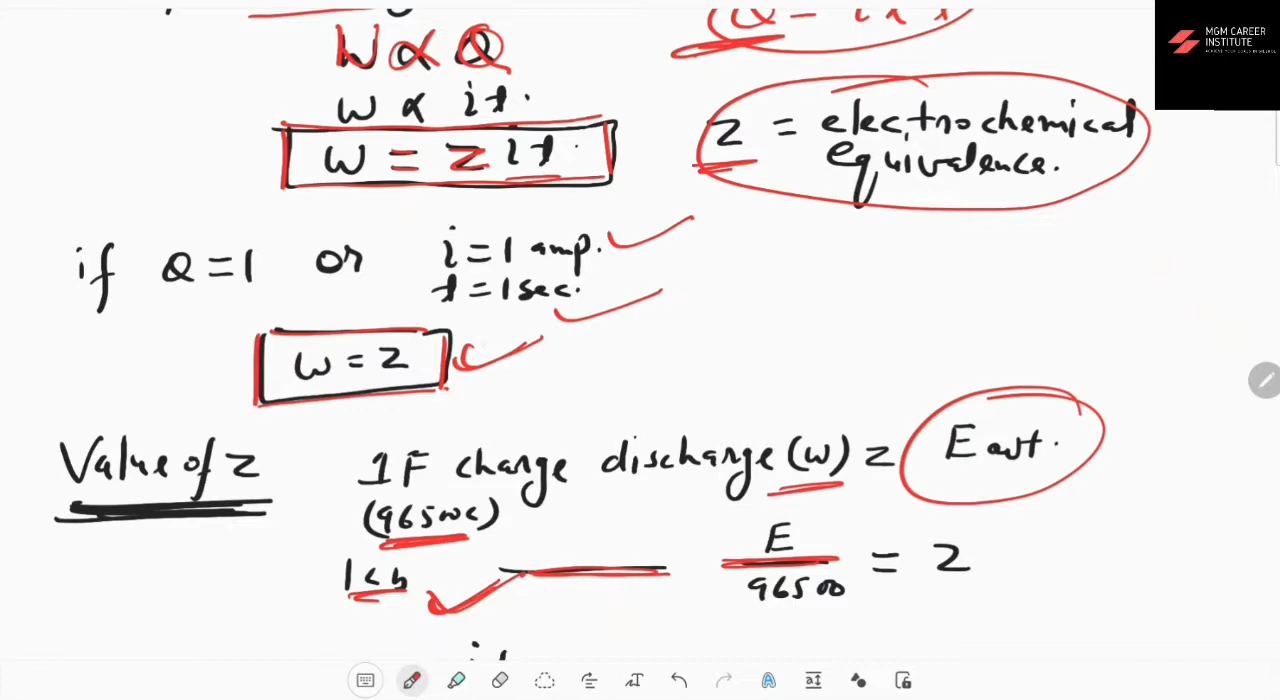 MGM CAREER
INSTITUTE
W ∝ Q
W ∝ it.
W = Z it.
Z = electrochemical
equivalence.
if Q = 1 or i = 1 amp.
t = 1 sec.
W = Z
Value of Z 1F charge discharge (W) = E wt.
(96500C)
E
96500 = Z